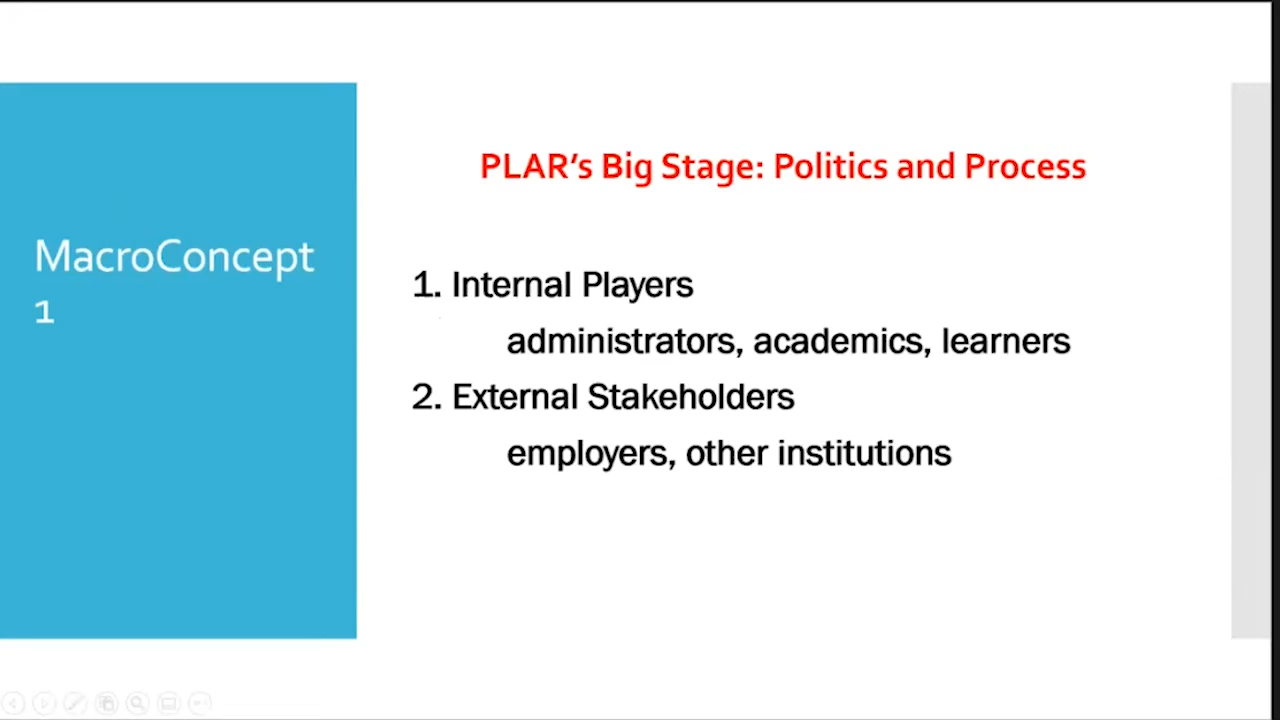 MacroConcept
1
PLAR's Big Stage: Politics and Process
1. Internal Players
administrators, academics, learners
2. External Stakeholders
employers, other institutions